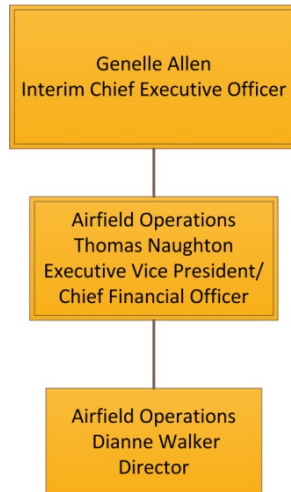 Genelle Allen
Interim Chief Executive Officer
Airfield Operations
Thomas Naughton
Executive Vice President/
Chief Financial Officer
Airfield Operations
Dianne Walker
Director